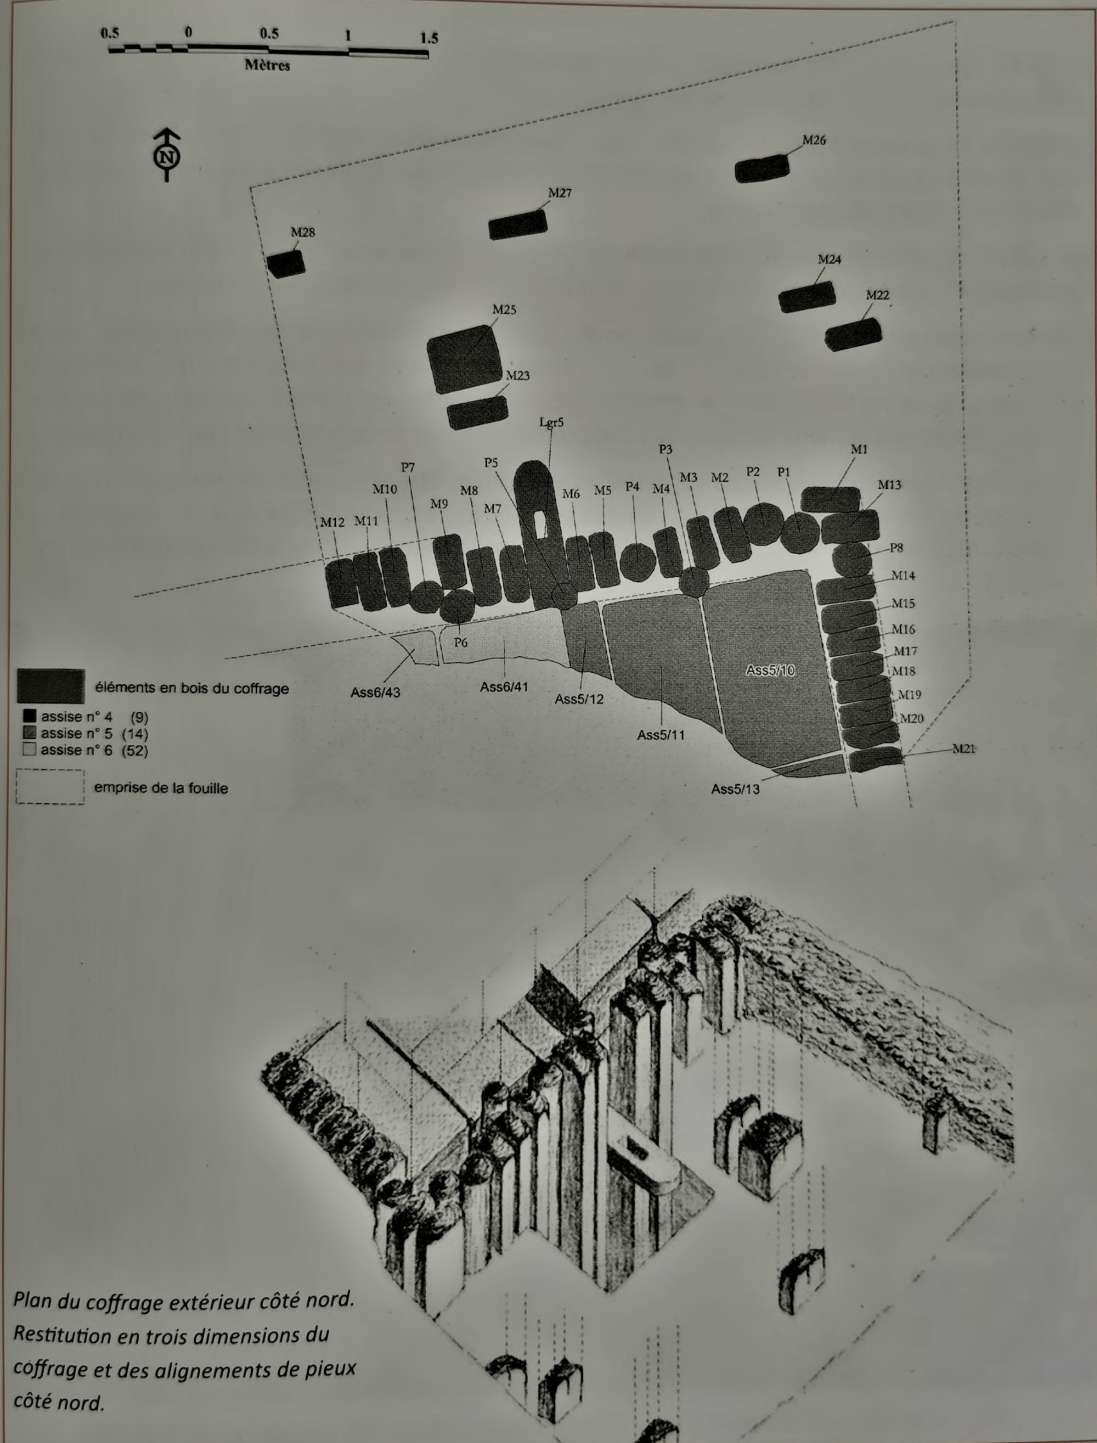 0.5 0 0.5 1 1.5
Mètres
N
M26
M27
M28
M24
M22
M25
M23
Lgr5
P3
M1
P7 P5 M13
M10 M9 M8 M7 M6 M5 P4 M4 M3 M2 P2 P1
M12 M11
P8
M14
M15
M16
M17
M18
M19
M20
M21
P6
Ass6/43 Ass6/41 Ass5/12 Ass5/10
Ass5/11
Ass5/13
éléments en bois du coffrage
assise n° 4 (9)
assise n° 5 (14)
assise n° 6 (52)
emprise de la fouille
Plan du coffrage extérieur côté nord.
Restitution en trois dimensions du
coffrage et des alignements de pieux
côté nord.